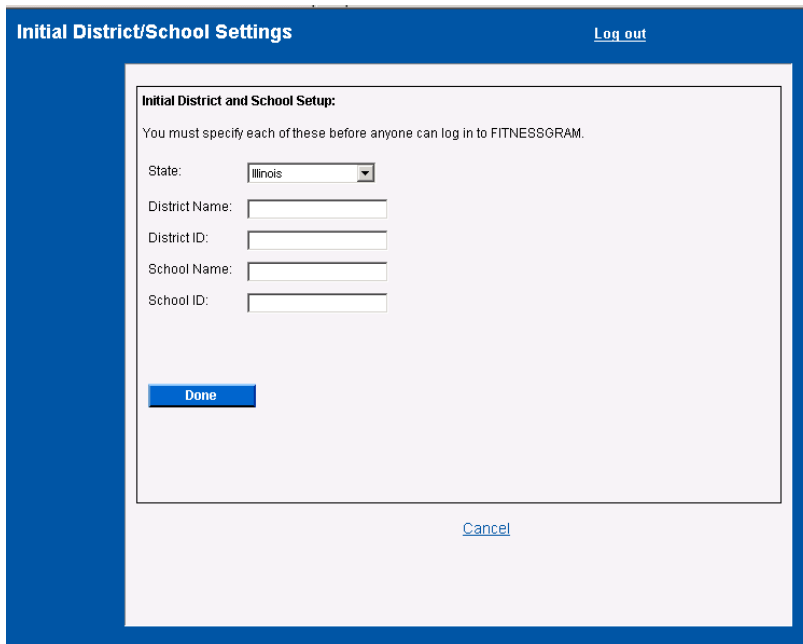 Initial District/School Settings
Log out
Initial District and School Setup:
You must specify each of these before anyone can log in to FITNESSGRAM.
State:
Illinois
District Name:
District ID:
School Name:
School ID:
Done
Cancel